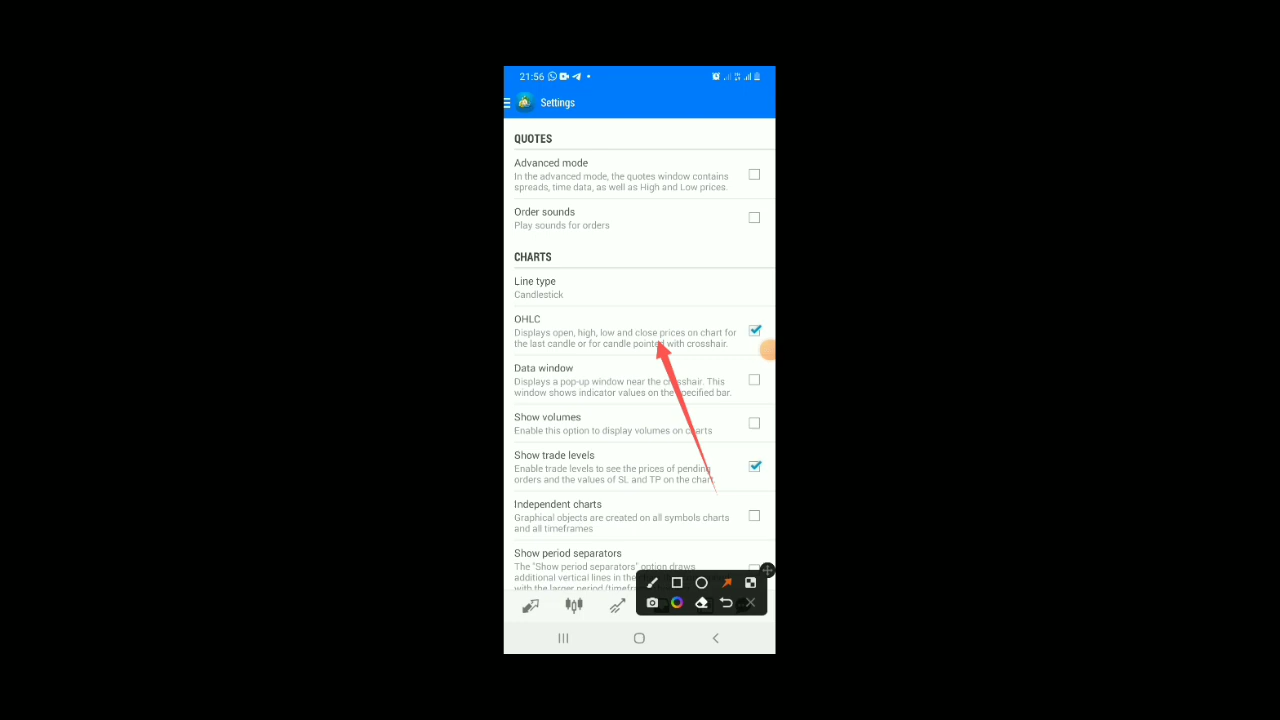 21:56
Settings
QUOTES
Advanced mode
In the advanced mode, the quotes window contains
spreads, time data, as well as High and Low prices.
Order sounds
Play sounds for orders
CHARTS
Line type
Candlestick
OHLC
Displays open, high, low and close prices on chart for
the last candle or for candle pointed with crosshair.
Data window
Displays a pop-up window near the crosshair. This
window shows indicator values on the specified bar.
Show volumes
Enable this option to display volumes on charts
Show trade levels
Enable trade levels to see the prices of pending
orders and the values of SL and TP on the chart
Independent charts
Graphical objects are created on all symbols charts
and all timeframes
Show period separators
The "Show period separators" option draws
additional vertical lines in the
with the larger period